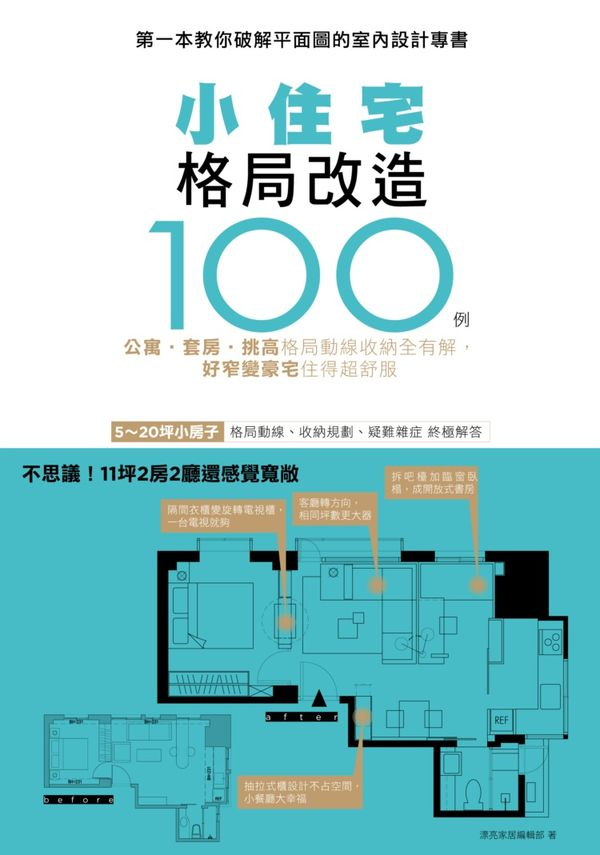 第一本教你破解平面圖的室內設計專書
小住宅
格局改造
100例
公寓・套房・挑高格局動線收納全有解，
好窄變豪宅住得超舒服
5～20坪小房子 格局動線、收納規劃、疑難雜症 終極解答
不思議！11坪2房2廳還感覺寬敞
拆吧檯加臨窗臥
榻，成開放式書房
客廳轉方向，
相同坪數更大器
隔間衣櫃變旋轉電視櫃，
一台電視就夠
REF
after
before
抽拉式櫃設計不占空間，
小餐廳大幸福
漂亮家居編輯部 著